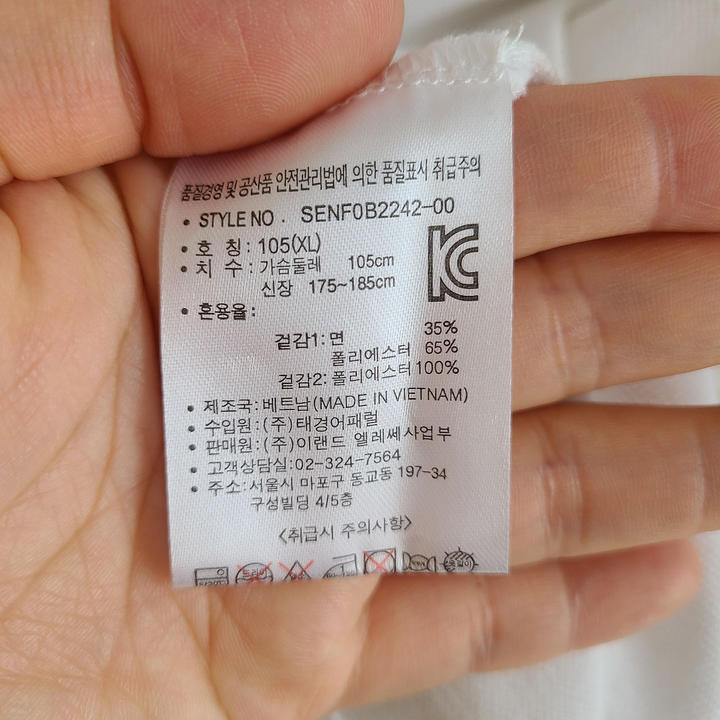 품질경영 및 공산품 안전관리법에 의한 품질표시 취급주의
• STYLE NO . SENF0B2242-00
• 호 칭 : 105(XL)
• 치 수 : 가슴둘레 105cm
신장 175~185cm
• 혼용율 :
겉감1: 면 35%
폴리에스터 65%
겉감2: 폴리에스터 100%
• 제조국: 베트남(MADE IN VIETNAM)
• 수입원: (주)태경어패럴
• 판매원: (주)이랜드 엘레쎄사업부
• 고객상담실: 02-324-7564
• 주소: 서울시 마포구 동교동 197-34
구성빌딩 4/5층
<취급시 주의사항>
드라이